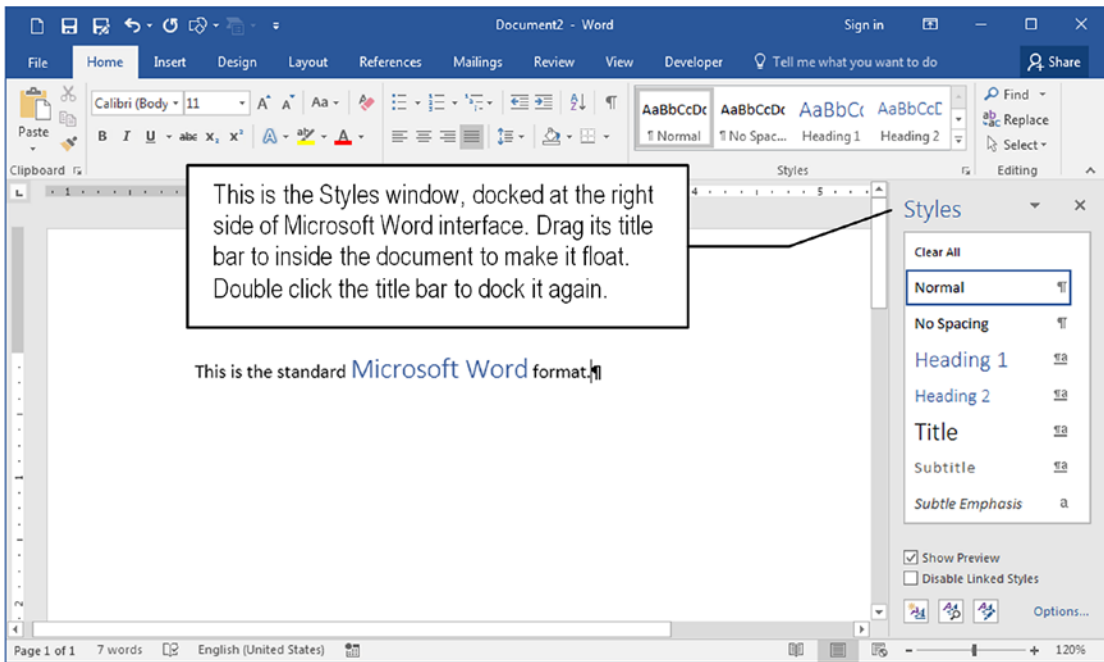 Document2 - Word
Sign in
File Home Insert Design Layout References Mailings Review View Developer Tell me what you want to do Share
Paste
Calibri (Body 11
Aa
B I U abc X₂ X² A ab A
AaBbCcDc AaBbCcDc AaBbCc AaBbCcE
¶ Normal ¶ No Spac... Heading 1 Heading 2
Find
Replace
Select
Clipboard
Styles
Editing
This is the Styles window, docked at the right
side of Microsoft Word interface. Drag its title
bar to inside the document to make it float.
Double click the title bar to dock it again.
This is the standard Microsoft Word format.¶
Styles
Clear All
Normal ¶
No Spacing ¶
Heading 1 ¶a
Heading 2 ¶a
Title ¶a
Subtitle ¶a
Subtle Emphasis a
Show Preview
Disable Linked Styles
Options...
Page 1 of 1 7 words English (United States) 120%